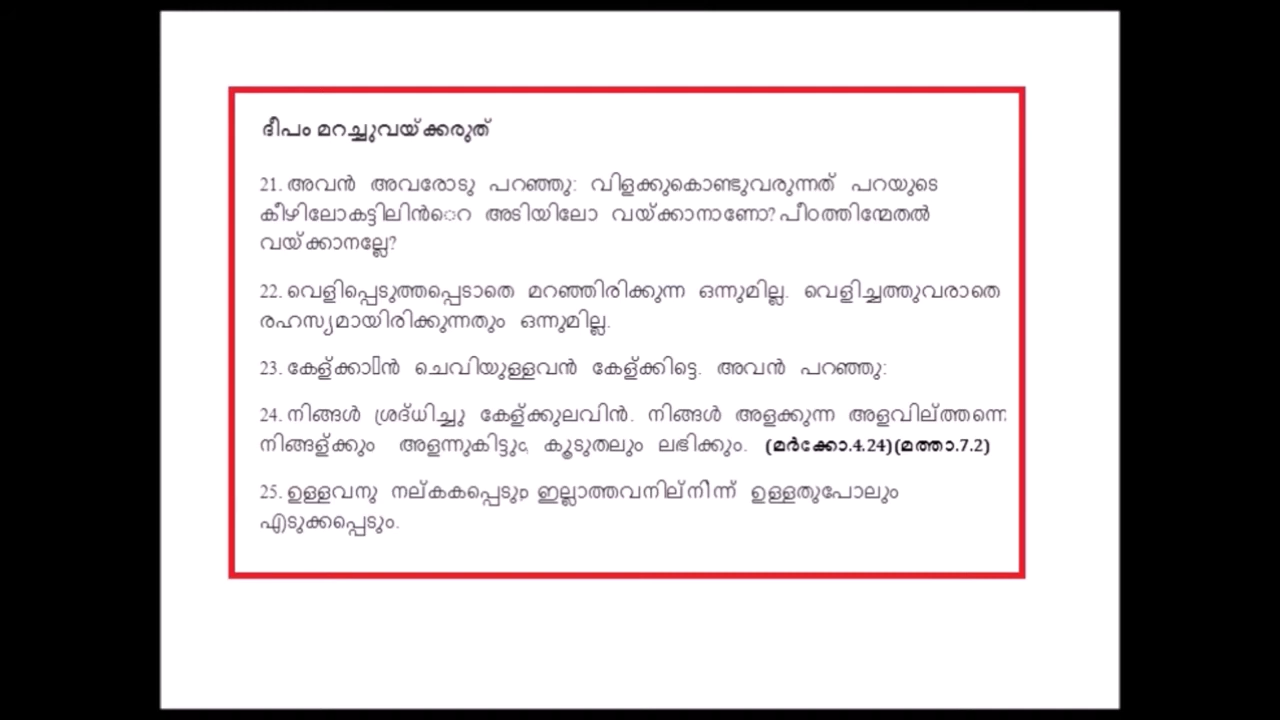 ദീപം മറച്ചുവയ്ക്കരുത്
21. അവൻ അവരോടു പറഞ്ഞു: വിളക്കുകൊണ്ടുവരുന്നത് പറയുടെ
കീഴിലോകട്ടിലിൻെറ അടിയിലോ വയ്ക്കാനാണോ? പീഠത്തിന്മേതൽ
വയ്ക്കാനല്ലേ?
22. വെളിപ്പെടുത്തപ്പെടാതെ മറഞ്ഞിരിക്കുന്ന ഒന്നുമില്ല. വെളിച്ചത്തുവരാതെ
രഹസ്യമായിരിക്കുന്നതും ഒന്നുമില്ല.
23. ചെവിയുള്ളവൻ കേള്ക്കിട്ടെ. അവൻ പറഞ്ഞു:
24. നിങ്ങൾ ശ്രദ്ധിച്ചു കേള്ക്കുലവിൻ. നിങ്ങൾ അളക്കുന്ന അളവില്ത്തന്നെ
നിങ്ങള്ക്കും അളന്നുകിട്ടും, കൂടുതലും ലഭിക്കും. (മർക്കോ.4.24)(മത്താ.7.2)
25. ഉള്ളവനു നല്കകപ്പെടും ഇല്ലാത്തവനില്നിന്ന് ഉള്ളതുപോലും
എടുക്കപ്പെടും.